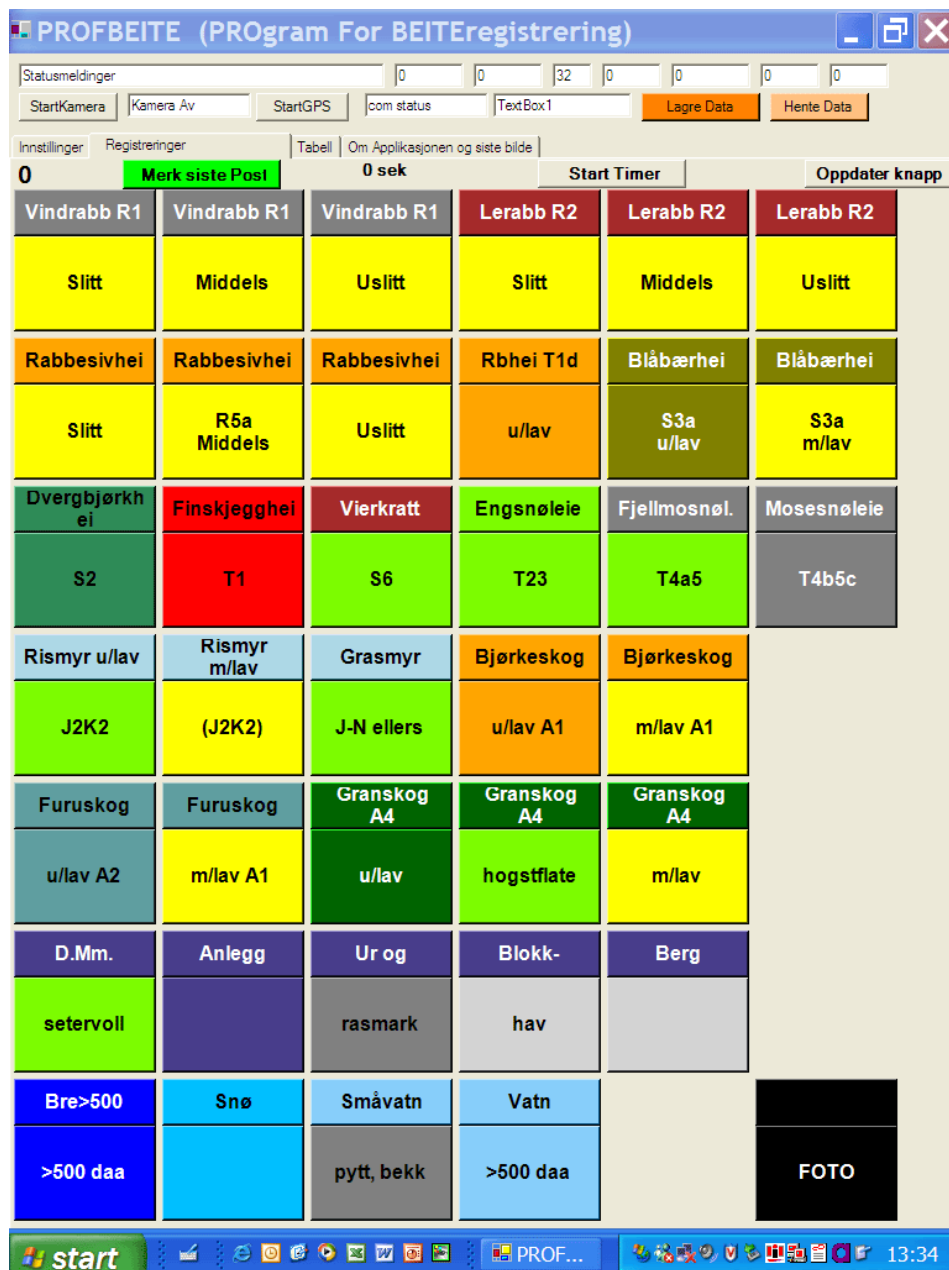 PROFBEITE (PROgram For BEITEregistrering)
Statusmeldinger 0 0 32 0 0 0 0
StartKamera Kamera Av StartGPS com status TextBox1 Lagre Data Hente Data
Innstillinger Registreringer Tabell Om Applikasjonen og siste bilde
0 Merk siste Post 0 sek Start Timer Oppdater knapp
Vindrabb R1 Vindrabb R1 Vindrabb R1 Lerabb R2 Lerabb R2 Lerabb R2
Slitt Middels Uslitt Slitt Middels Uslitt
Rabbesivhei Rabbesivhei Rabbesivhei Rbhei T1d Blåbærhei Blåbærhei
Slitt R5a Middels Uslitt u/lav S3a u/lav S3a m/lav
Dvergbjørkhei Finskjegghei Vierkratt Engsnøleie Fjellmosnøl. Mosesnøleie
S2 T1 S6 T23 T4a5 T4b5c
Rismyr u/lav Rismyr m/lav Grasmyr Bjørkeskog Bjørkeskog
J2K2 (J2K2) J-N ellers u/lav A1 m/lav A1
Furuskog Furuskog Granskog A4 Granskog A4 Granskog A4
u/lav A2 m/lav A1 u/lav hogstflate m/lav
D.Mm. Anlegg Ur og Blokk- Berg
setervoll rasmark hav
Bre>500 Snø Småvatn Vatn
>500 daa pytt, bekk >500 daa FOTO
start PROF... 13:34